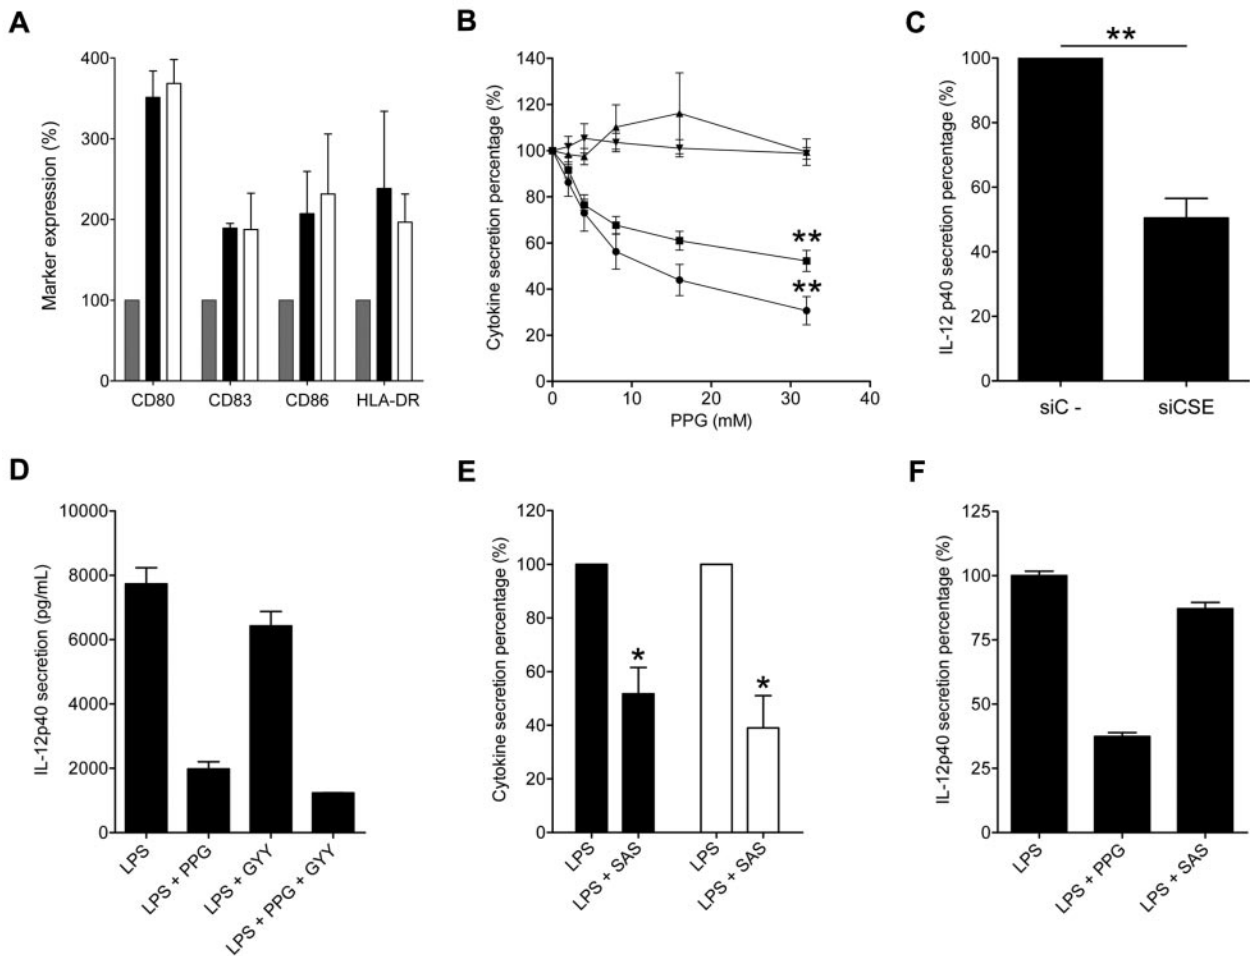 A
Marker expression (%)
400
300
200
100
0
CD80 CD83 CD86 HLA-DR
B
Cytokine secretion percentage (%)
140
120
100
80
60
40
20
0
**
**
0 10 20 30 40
PPG (mM)
C
IL-12 p40 secretion percentage (%)
100
80
60
40
20
0
**
siC - siCSE
D
IL-12p40 secretion (pg/mL)
10000
8000
6000
4000
2000
0
LPS
LPS + PPG
LPS + GYY
LPS + PPG + GYY
E
Cytokine secretion percentage (%)
120
100
80
60
40
20
0
*
*
LPS
LPS + SAS
LPS
LPS + SAS
F
IL-12p40 secretion percentage (%)
125
100
75
50
25
0
LPS
LPS + PPG
LPS + SAS